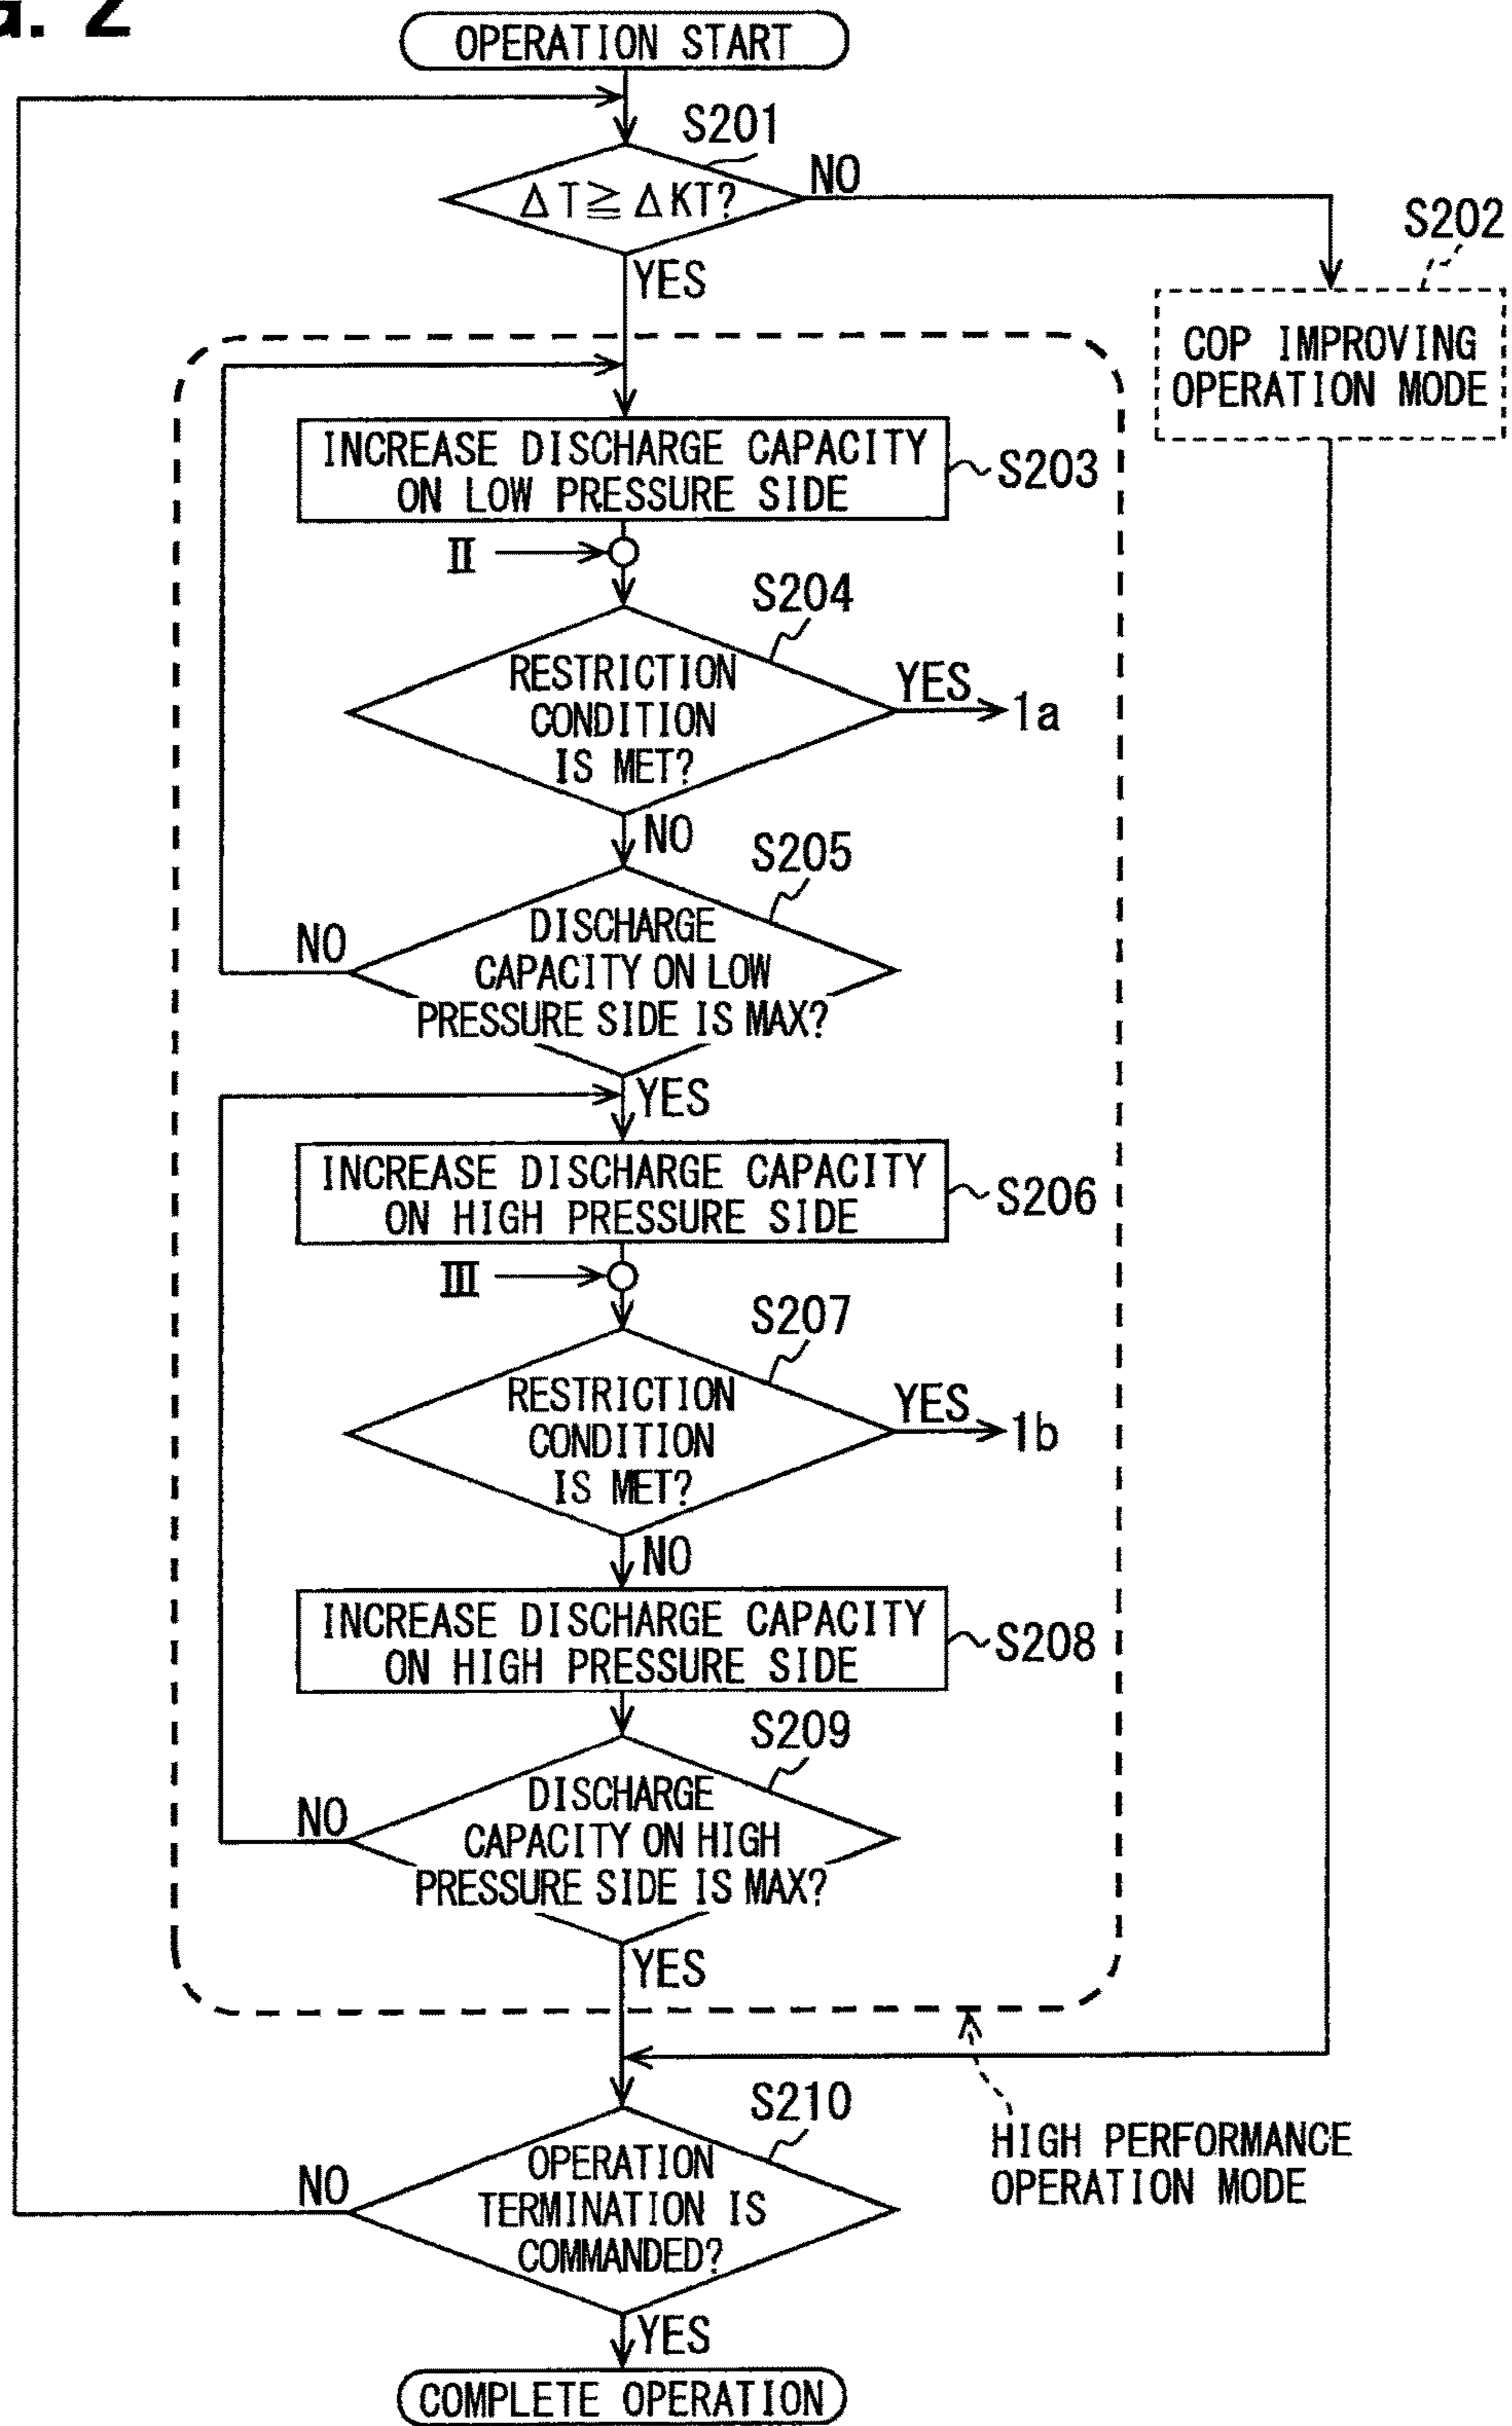 G. 2
OPERATION START
S201
ΔT≧ΔKT?
NO
S202
YES
COP IMPROVING
OPERATION MODE
INCREASE DISCHARGE CAPACITY
ON LOW PRESSURE SIDE
S203
II
S204
RESTRICTION
CONDITION
IS MET?
YES
1a
NO
S205
DISCHARGE
CAPACITY ON LOW
PRESSURE SIDE IS MAX?
NO
YES
INCREASE DISCHARGE CAPACITY
ON HIGH PRESSURE SIDE
S206
III
S207
RESTRICTION
CONDITION
IS MET?
YES
1b
NO
INCREASE DISCHARGE CAPACITY
ON HIGH PRESSURE SIDE
S208
S209
DISCHARGE
CAPACITY ON HIGH
PRESSURE SIDE IS MAX?
NO
YES
S210
OPERATION
TERMINATION IS
COMMANDED?
NO
HIGH PERFORMANCE
OPERATION MODE
YES
COMPLETE OPERATION